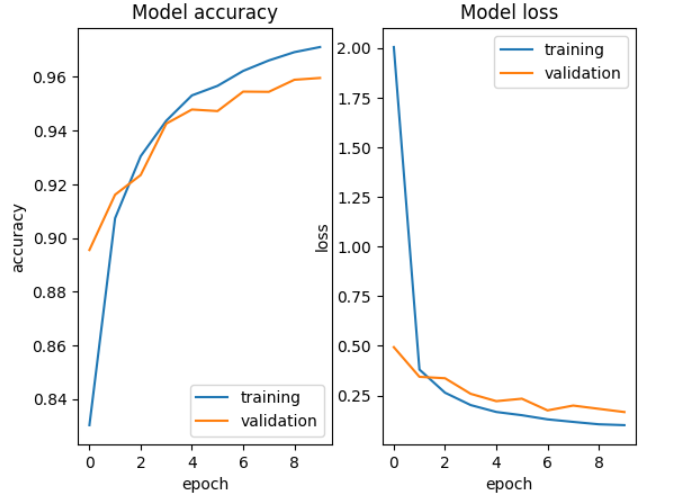 Model accuracy
0.96
0.94
0.92
0.90
0.88
0.86
0.84
accuracy
0 2 4 6 8
epoch
training
validation
Model loss
2.00
1.75
1.50
1.25
1.00
0.75
0.50
0.25
loss
0 2 4 6 8
epoch
training
validation